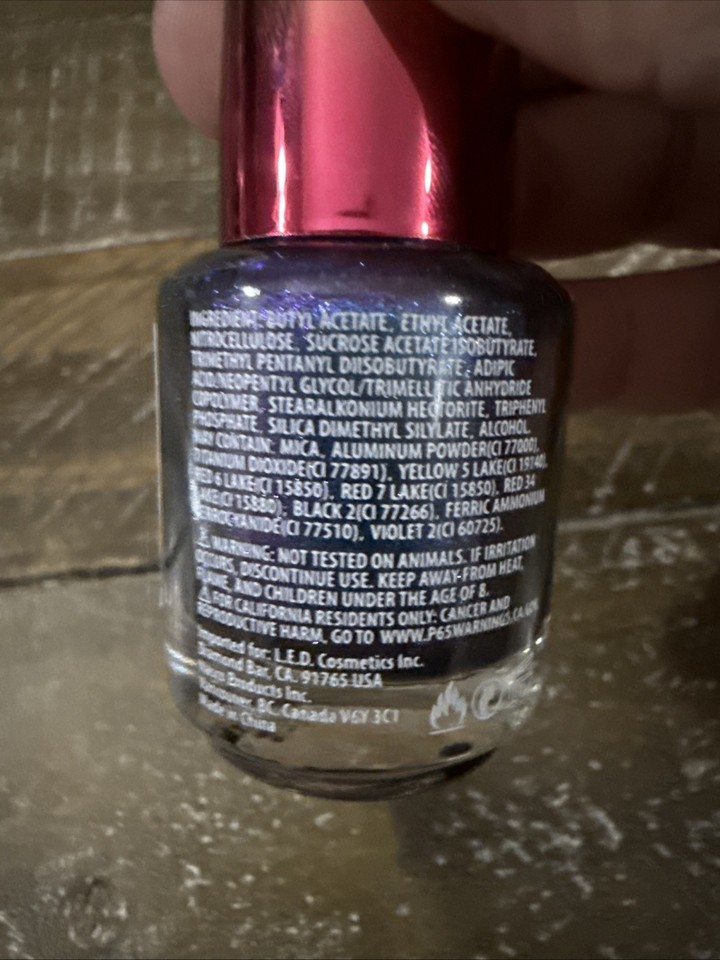 INGREDIENT: BUTYL ACETATE, ETHYL ACETATE,
NITROCELLULOSE, SUCROSE ACETATE ISOBUTYRATE,
TRIMETHYL PENTANYL DIISOBUTYRATE, ADIPIC
ACID/NEOPENTYL GLYCOL/TRIMELLITIC ANHYDRIDE
COPOLYMER, STEARALKONIUM HECTORITE, TRIPHENYL
PHOSPHATE, SILICA DIMETHYL SILYLATE, ALCOHOL.
MAY CONTAIN: MICA, ALUMINUM POWDER(CI 77000),
TITANIUM DIOXIDE(CI 77891), YELLOW 5 LAKE(CI 19140),
RED 6 LAKE(CI 15850), RED 7 LAKE(CI 15850), RED 34
LAKE(CI 15880), BLACK 2(CI 77266), FERRIC AMMONIUM
FERROCYANIDE(CI 77510), VIOLET 2(CI 60725).
⚠ WARNING: NOT TESTED ON ANIMALS. IF IRRITATION
OCCURS, DISCONTINUE USE. KEEP AWAY FROM HEAT,
FLAME, AND CHILDREN UNDER THE AGE OF 8.
⚠ FOR CALIFORNIA RESIDENTS ONLY: CANCER AND
REPRODUCTIVE HARM, GO TO WWW.P65WARNINGS.CA.GOV
Imported for: L.E.D. Cosmetics Inc.
Diamond Bar, CA. 91765 USA
Products Inc.
Vancouver, BC. Canada V6Y 3C1
Made in China